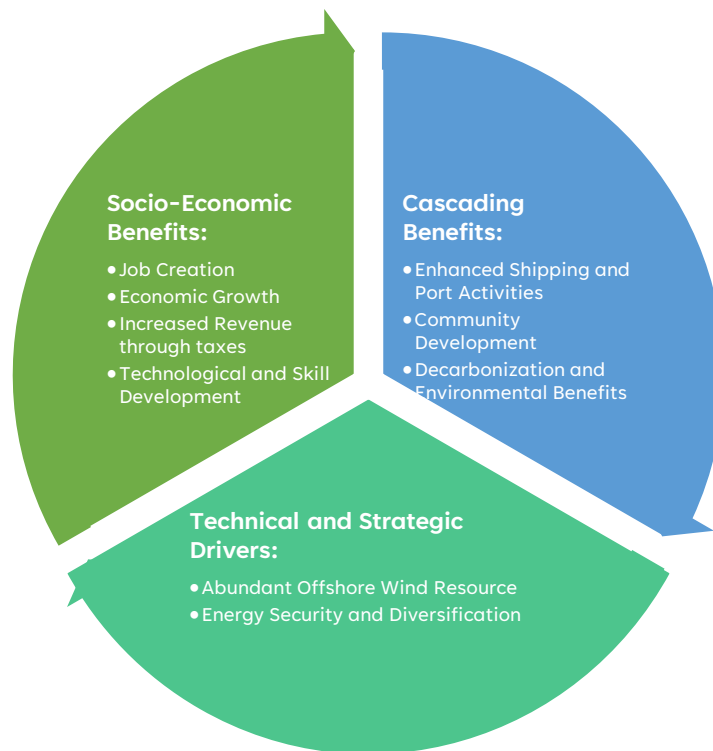 Socio-Economic
Benefits:
• Job Creation
• Economic Growth
• Increased Revenue
through taxes
• Technological and Skill
Development
Cascading
Benefits:
• Enhanced Shipping and
Port Activities
• Community
Development
• Decarbonization and
Environmental Benefits
Technical and Strategic
Drivers:
• Abundant Offshore Wind Resource
• Energy Security and Diversification